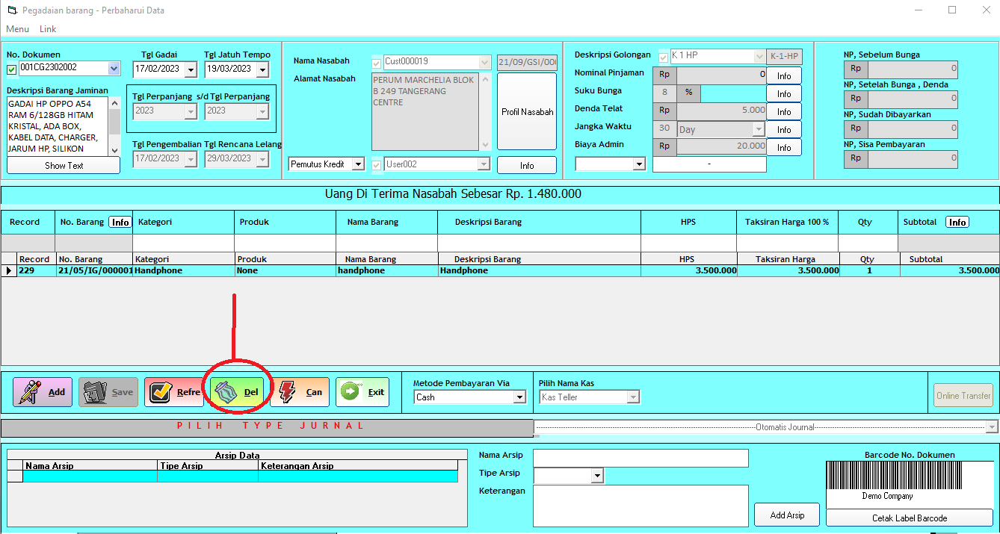 Pegadaian barang - Perbaharui Data
Menu Link
No. Dokumen
001CG2302002
Deskripsi Barang Jaminan
GADAI HP OPPO A54
RAM 6/128GB HITAM
KRISTAL, ADA BOX,
KABEL DATA, CHARGER,
JARUM HP, SILIKON
Show Text
Tgl Gadai Tgl Jatuh Tempo
17/02/2023 19/03/2023
Tgl Perpanjang s/d Tgl Perpanjang
2023 2023
Tgl Pengembalian Tgl Rencana Lelang
17/02/2023 29/03/2023
Nama Nasabah Cust000019 21/09/GSI/00
Alamat Nasabah
PERUM MARCHELIA BLOK
B 249 TANGERANG
CENTRE
Profil Nasabah
Pemutus Kredit User002 Info
Deskripsi Golongan K 1 HP K-1-HP
Nominal Pinjaman Rp 0 Info
Suku Bunga 8 % Info
Denda Telat Rp 5.000 Info
Jangka Waktu 30 Day Info
Biaya Admin Rp 20.000 Info
-
NP, Sebelum Bunga
Rp 0
NP, Setelah Bunga , Denda
Rp 0
NP, Sudah Dibayarkan
Rp 0
NP, Sisa Pembayaran
Rp 0
Uang Di Terima Nasabah Sebesar Rp. 1.480.000
Record No. Barang Info Kategori Produk Nama Barang Deskripsi Barang HPS Taksiran Harga 100 % Qty Subtotal Info
Record No. Barang Kategori Produk Nama Barang Deskripsi Barang HPS Taksiran Harga Qty Subtotal
229 21/05/IG/000001 Handphone None handphone Handphone 3.500.000 3.500.000 1 3.500.000
Add Save Refre Del Can Exit
Metode Pembayaran Via
Cash
Pilih Nama Kas
Kas Teller
Online Transfer
PILIH TYPE JURNAL
Otomatis Journal
Arsip Data
Nama Arsip Tipe Arsip Keterangan Arsip
Nama Arsip
Tipe Arsip
Keterangan
Add Arsip
Barcode No. Dokumen
Demo Company
Cetak Label Barcode